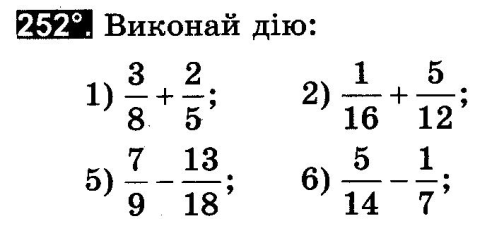 252°. Виконай дію:
1) 3/8 + 2/5; 2) 1/16 + 5/12;
5) 7/9 − 13/18; 6) 5/14 − 1/7;